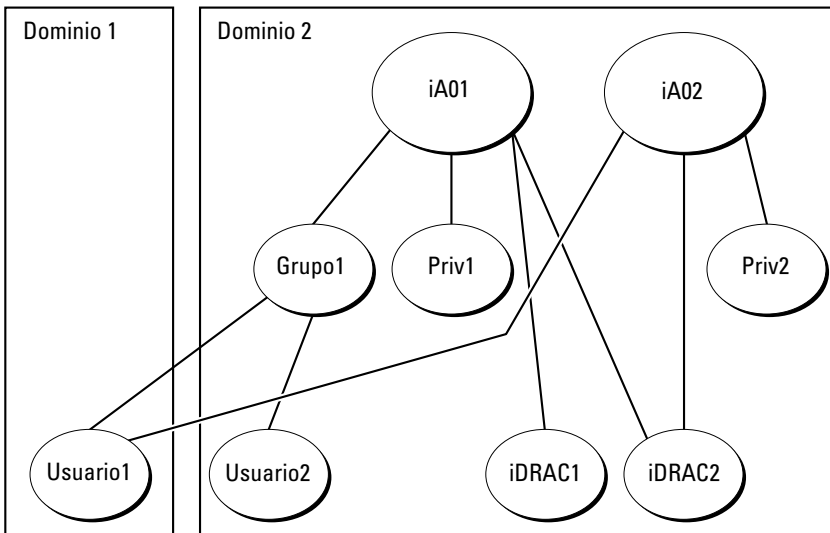 Dominio 1
Dominio 2
iA01
iA02
Grupo1
Priv1
Priv2
Usuario1
Usuario2
iDRAC1
iDRAC2